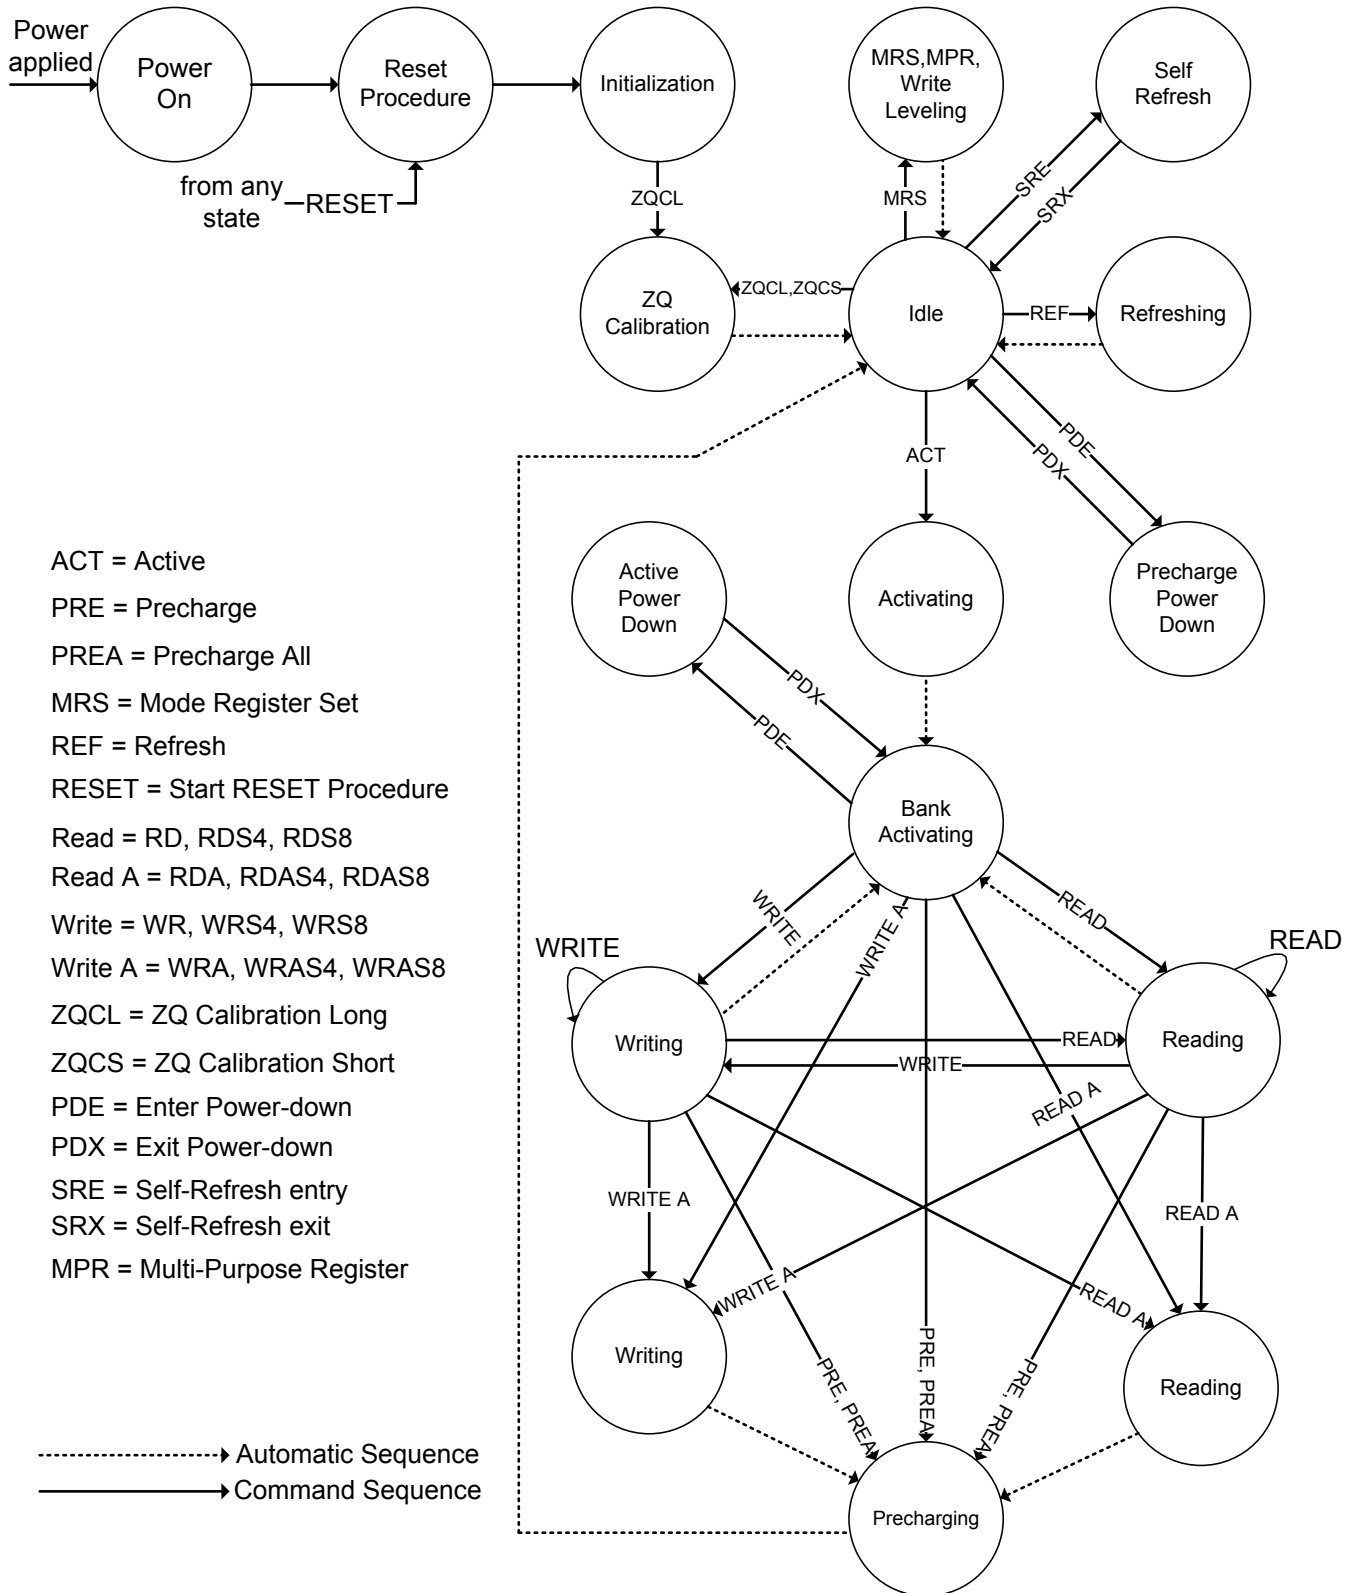 Power
applied
Power
On
Reset
Procedure
Initialization
MRS,MPR,
Write
Leveling
Self
Refresh
from any
state
RESET
ZQCL
MRS
SRE
SRX
ZQ
Calibration
ZQCL,ZQCS
Idle
REF
Refreshing
ACT
PDE
PDX
Active
Power
Down
Activating
Precharge
Power
Down
PDX
PDE
Bank
Activating
ACT = Active
PRE = Precharge
PREA = Precharge All
MRS = Mode Register Set
REF = Refresh
RESET = Start RESET Procedure
Read = RD, RDS4, RDS8
Read A = RDA, RDAS4, RDAS8
Write = WR, WRS4, WRS8
Write A = WRA, WRAS4, WRAS8
ZQCL = ZQ Calibration Long
ZQCS = ZQ Calibration Short
PDE = Enter Power-down
PDX = Exit Power-down
SRE = Self-Refresh entry
SRX = Self-Refresh exit
MPR = Multi-Purpose Register
WRITE
WRITE
WRITE A
READ
READ
Writing
READ
WRITE
Reading
READ A
WRITE A
READ A
WRITE A
READ A
Writing
PRE, PREA
PRE, PREA
PRE, PREA
Reading
Precharging
Automatic Sequence
Command Sequence